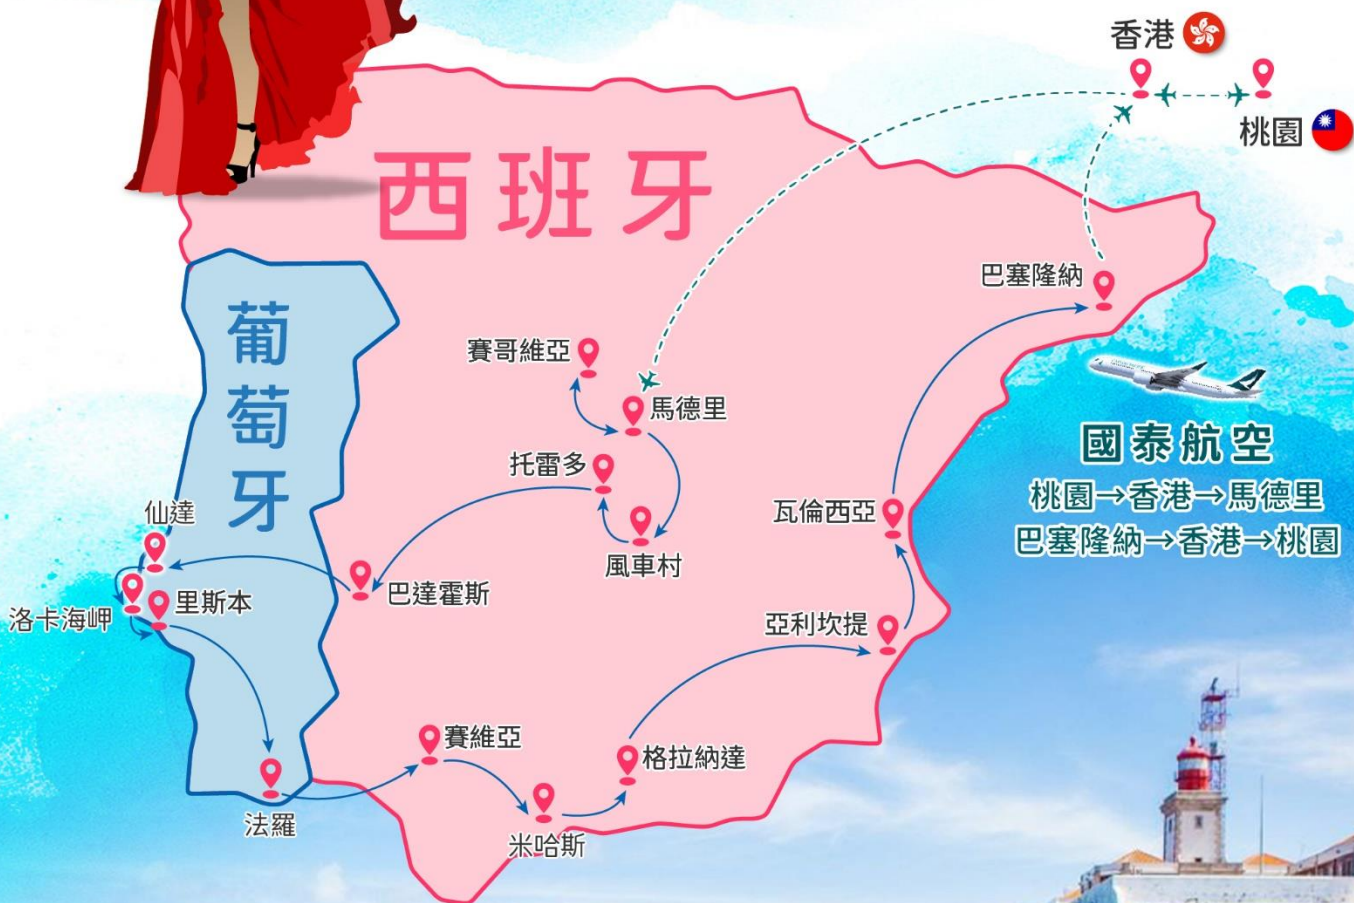 香港
桃園
西班牙
葡萄牙
巴塞隆納
賽哥維亞
馬德里
托雷多
風車村
瓦倫西亞
國泰航空
桃園→香港→馬德里
巴塞隆納→香港→桃園
仙達
洛卡海岬
里斯本
巴達霍斯
亞利坎提
賽維亞
格拉納達
法羅
米哈斯